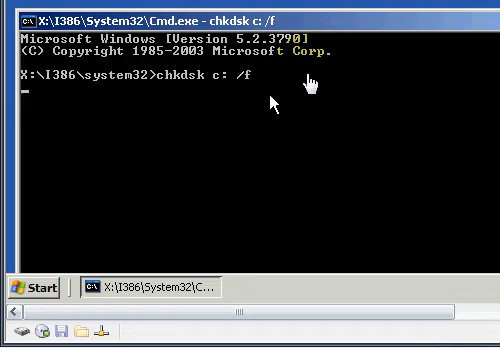 X:\I386\System32\Cmd.exe - chkdsk c: /f
Microsoft Windows [Version 5.2.3790]
(C) Copyright 1985-2003 Microsoft Corp.
X:\I386\system32>chkdsk c: /f
Start
X:\I386\System32\C...